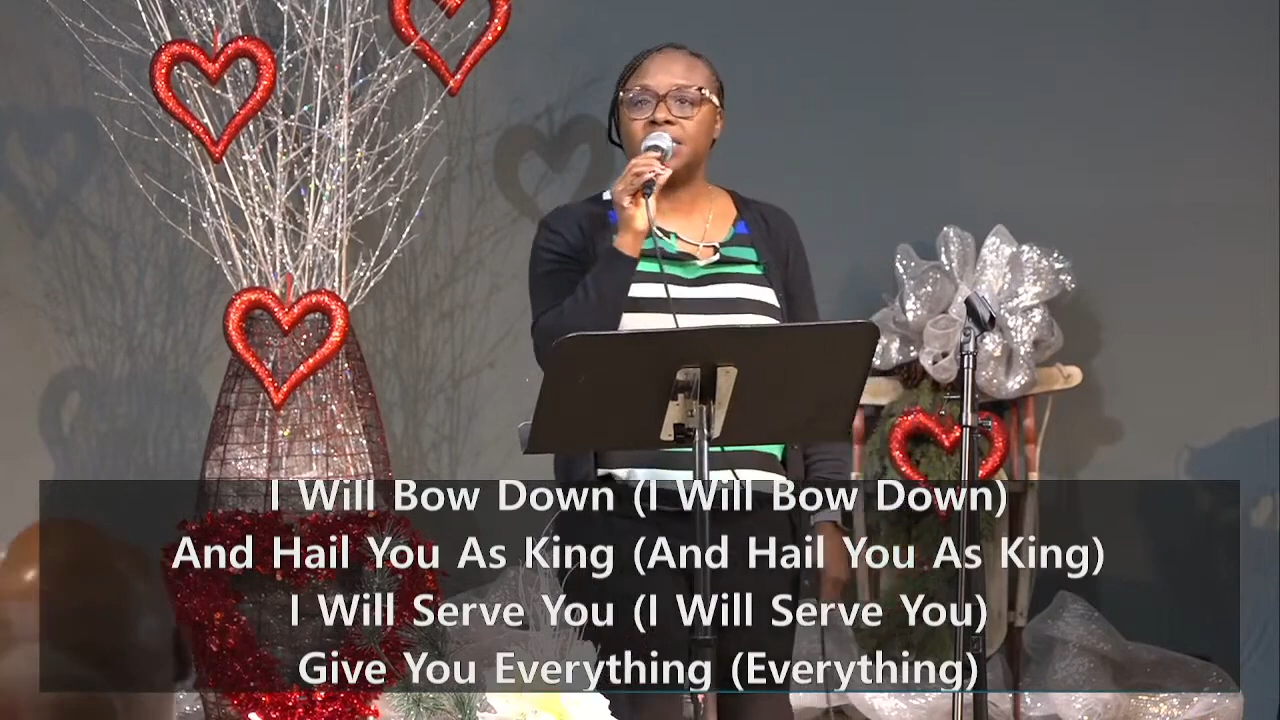 I Will Bow Down (I Will Bow Down)
And Hail You As King (And Hail You As King)
I Will Serve You (I Will Serve You)
Give You Everything (Everything)